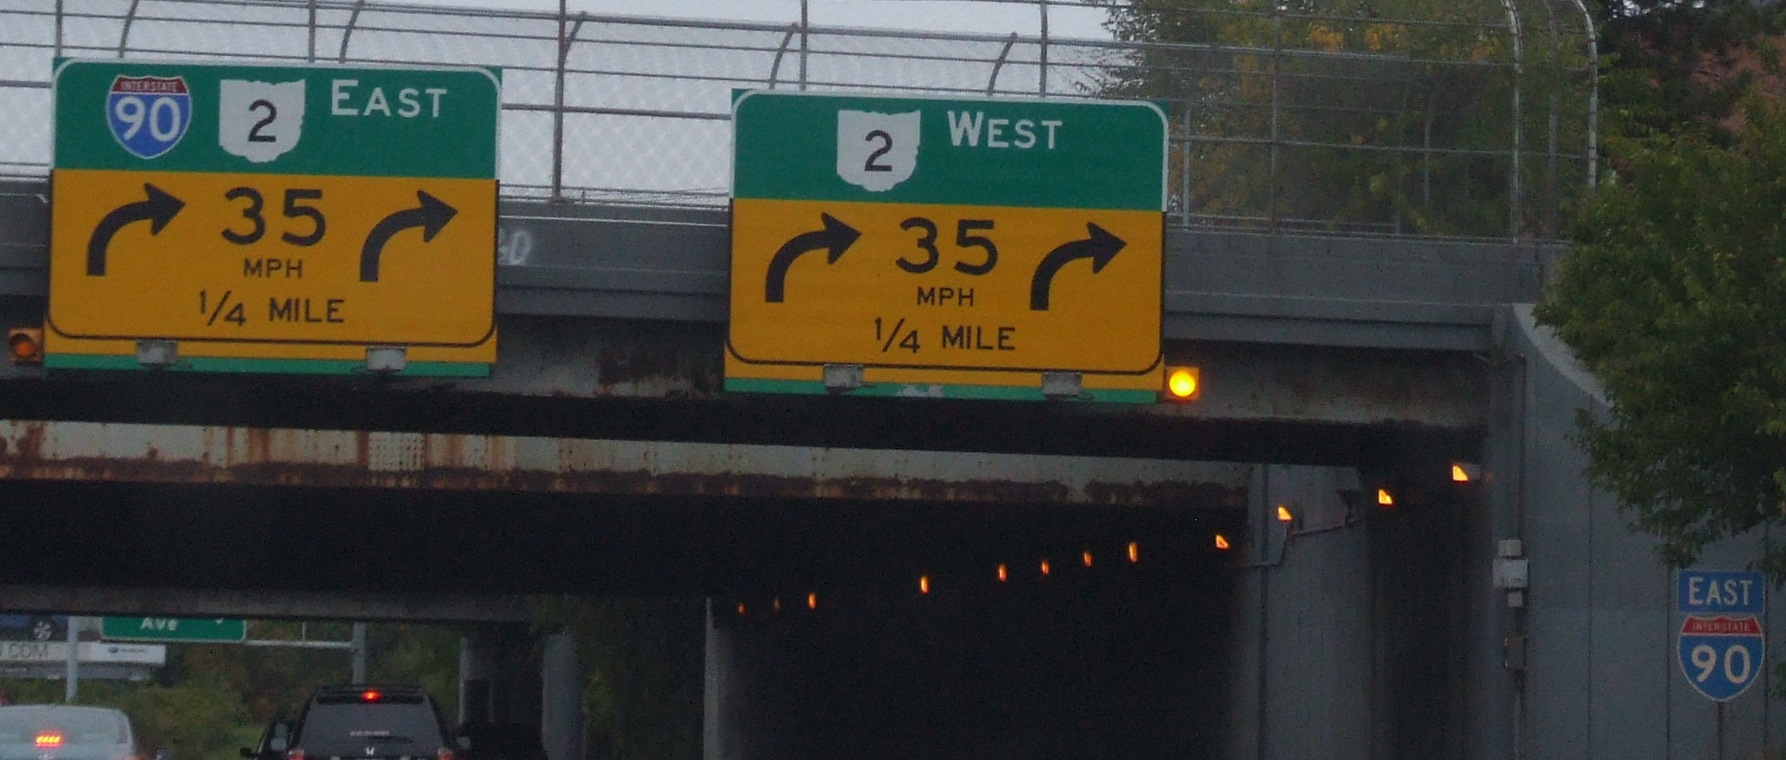 INTERSTATE
90
2
EAST
35
MPH
1/4 MILE
2
WEST
35
MPH
1/4 MILE
Ave
COM
EAST
INTERSTATE
90